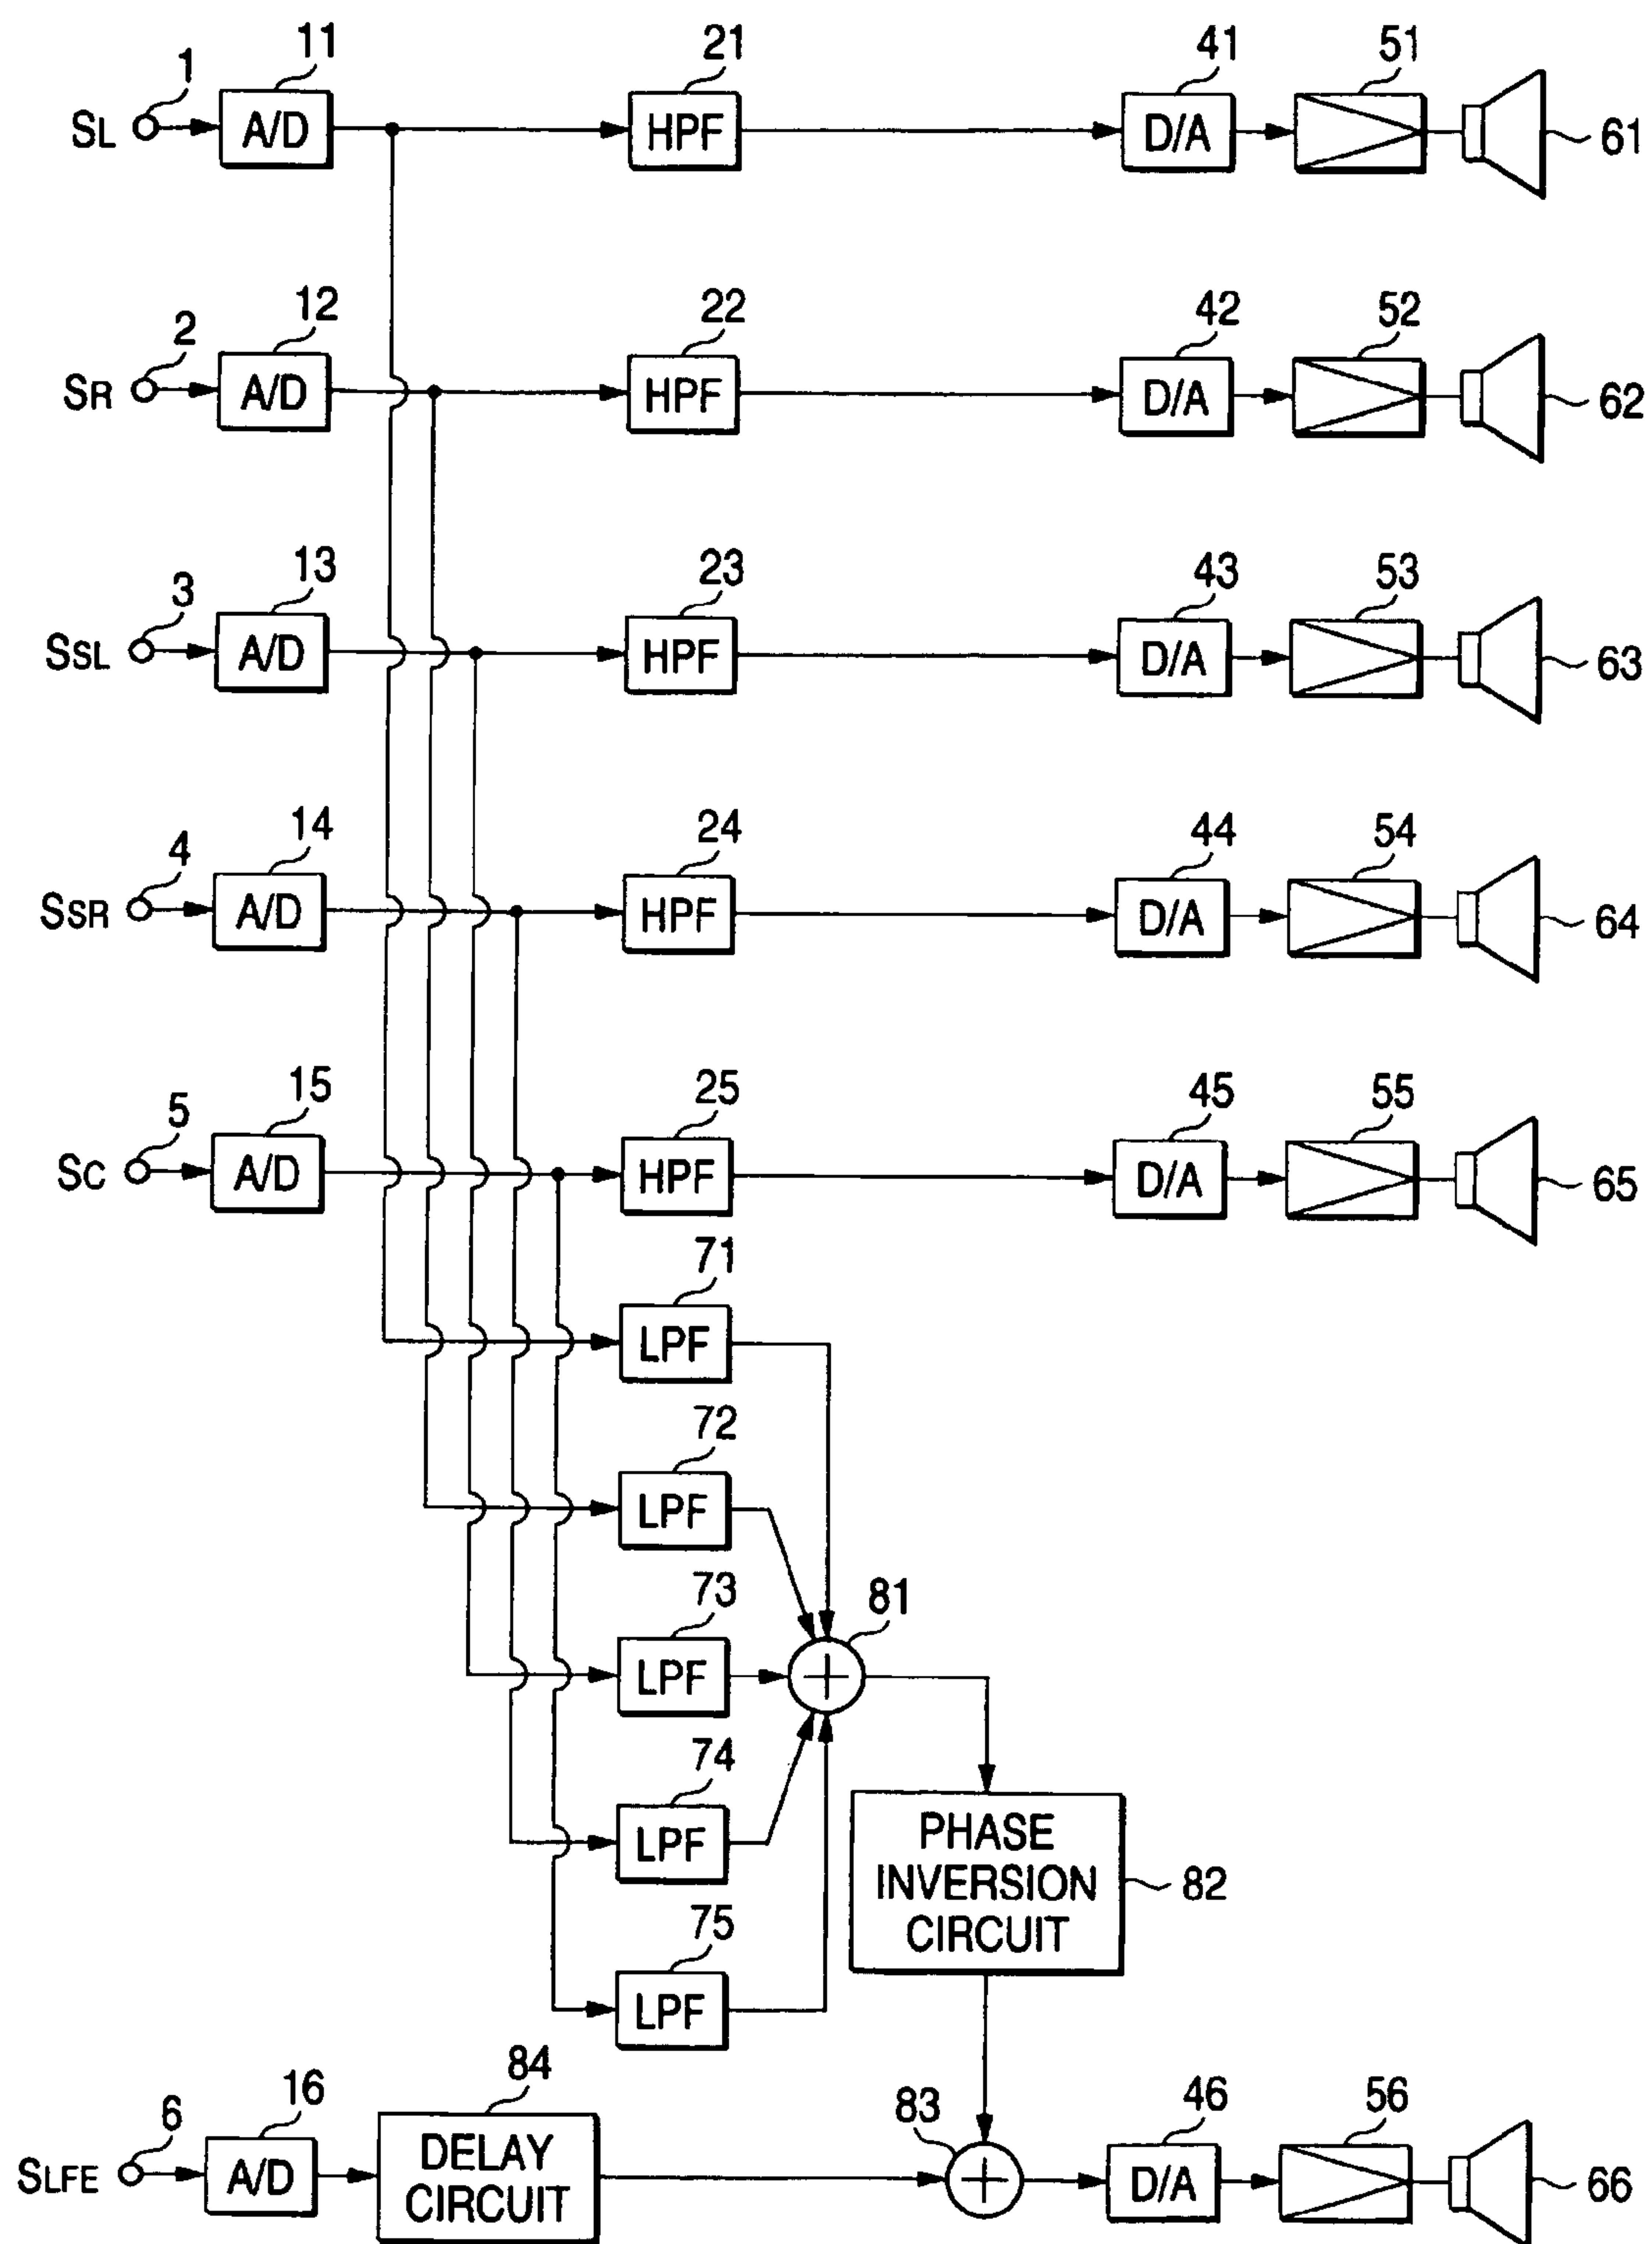 1 11 21 41 51
SL A/D HPF D/A 61
2 12 22 42 52
SR A/D HPF D/A 62
3 13 23 43 53
SSL A/D HPF D/A 63
4 14 24 44 54
SSR A/D HPF D/A 64
5 15 25 45 55
SC A/D HPF D/A 65
71
LPF
72
LPF
73 81
LPF +
74
LPF
PHASE
INVERSION
CIRCUIT
82
75
LPF
6 16 84 83 46 56
SLFE A/D DELAY
CIRCUIT
+ D/A 66